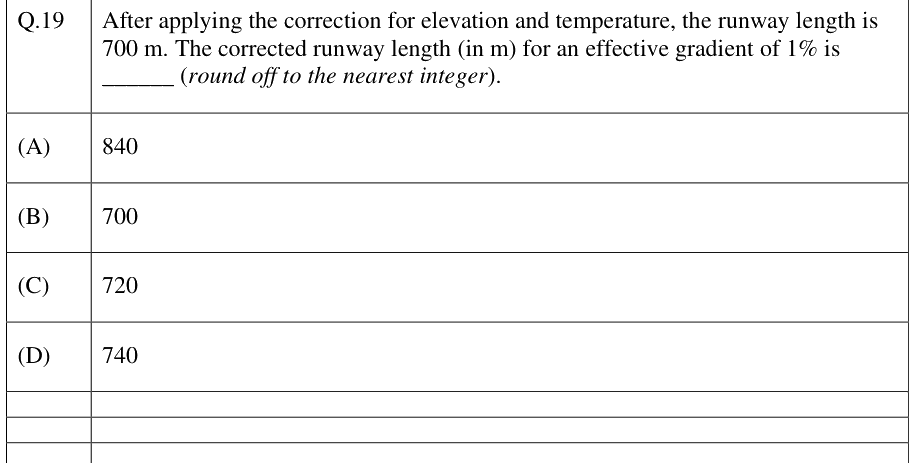 Q.19 After applying the correction for elevation and temperature, the runway length is
700 m. The corrected runway length (in m) for an effective gradient of 1% is
______ (round off to the nearest integer).
(A) 840
(B) 700
(C) 720
(D) 740